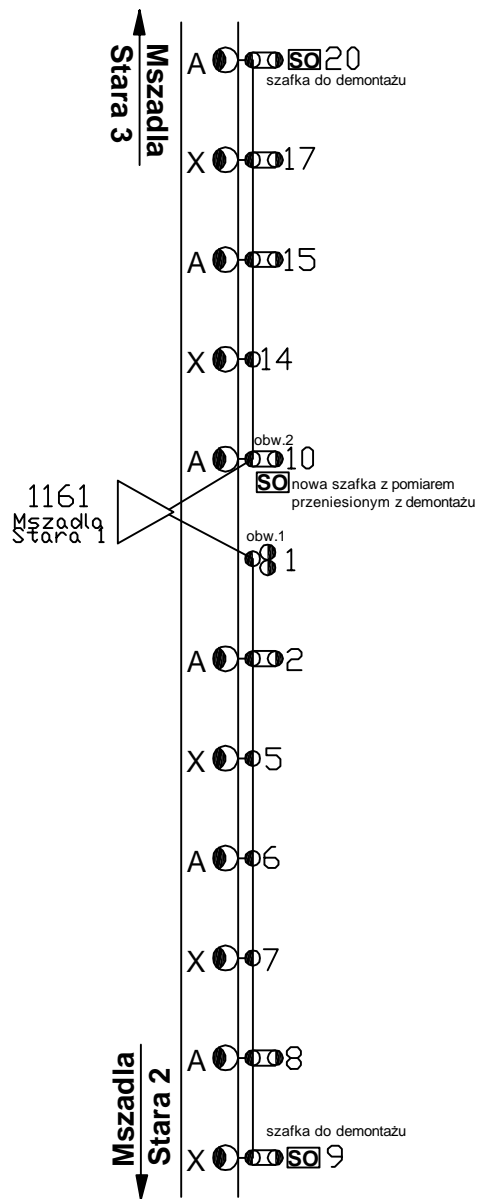 Mszadla
Stara 3
A SO 20
szafka do demontażu
X 17
A 15
X 14
obw.2
A 10
SO nowa szafka z pomiarem
przeniesionym z demontażu
1161
Mszadla
Stara 1
obw.1
1
A 2
X 5
A 6
X 7
A 8
Mszadla
Stara 2
szafka do demontażu
X SO 9